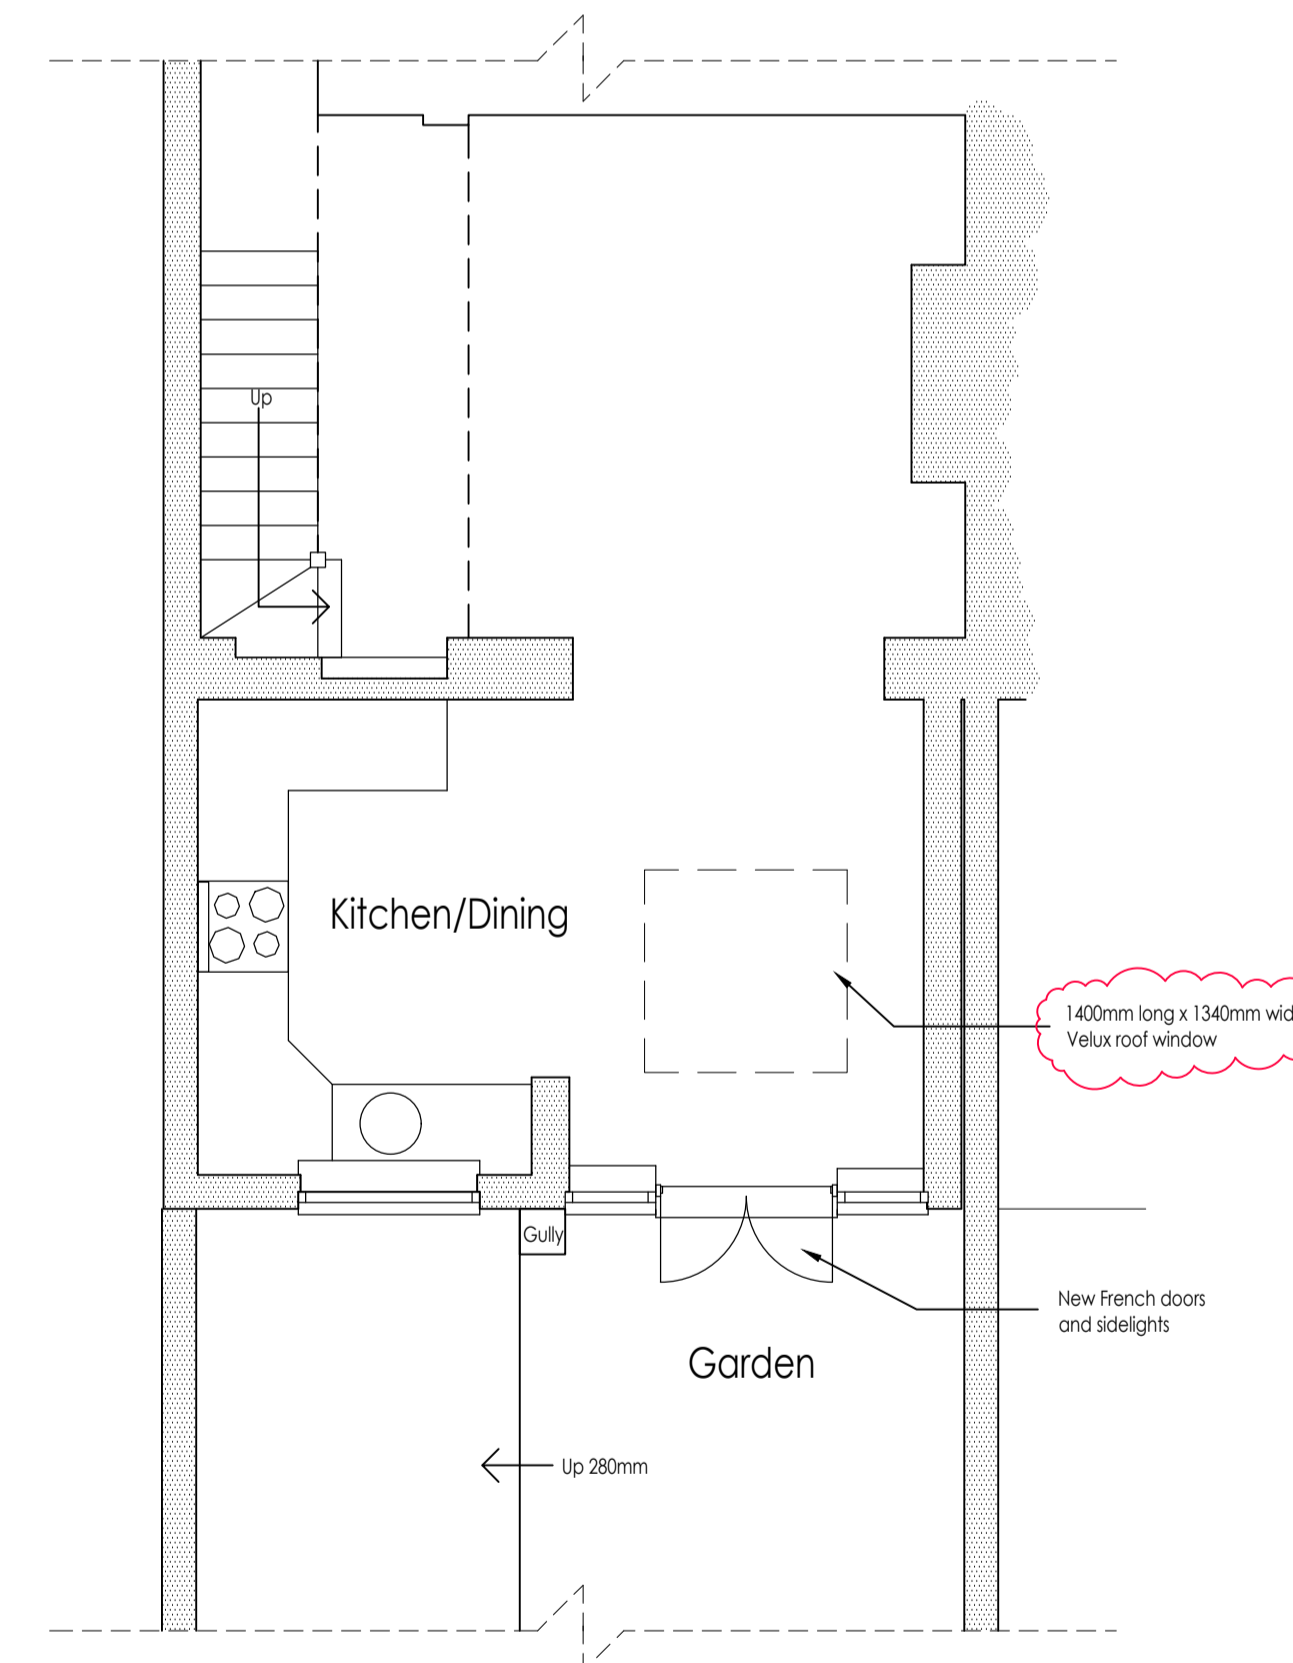 Up
Kitchen/Dining
1400mm long x 1340mm wid
Velux roof window
Gully
New French doors
and sidelights
Garden
Up 280mm